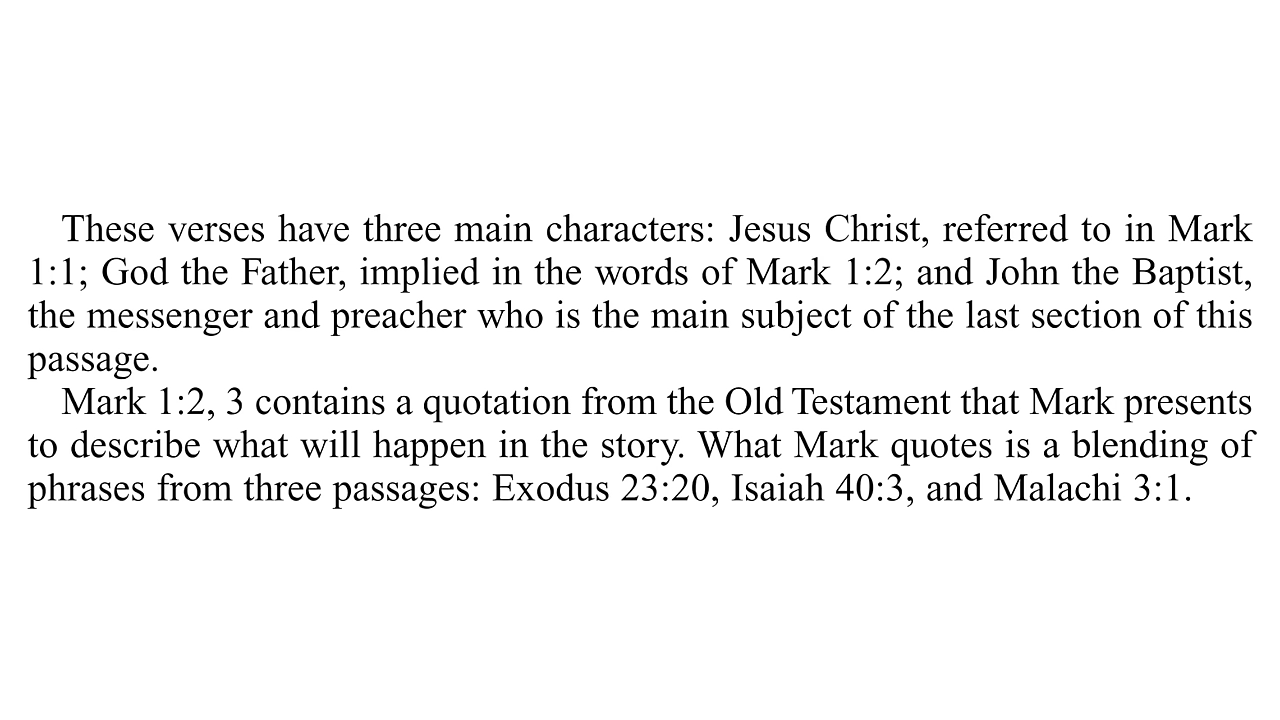 These verses have three main characters: Jesus Christ, referred to in Mark
1:1; God the Father, implied in the words of Mark 1:2; and John the Baptist,
the messenger and preacher who is the main subject of the last section of this
passage.
Mark 1:2, 3 contains a quotation from the Old Testament that Mark presents
to describe what will happen in the story. What Mark quotes is a blending of
phrases from three passages: Exodus 23:20, Isaiah 40:3, and Malachi 3:1.